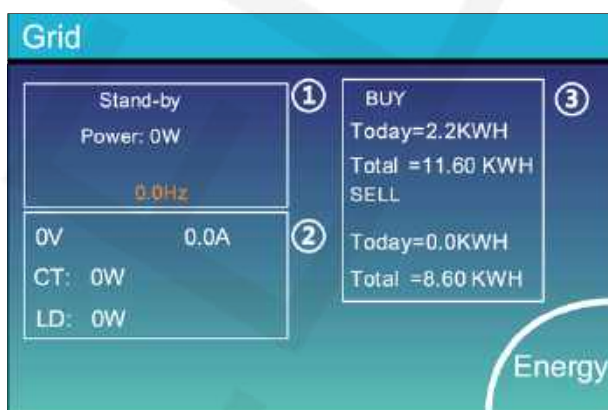 Grid
Stand-by
Power: 0W
0.0Hz
①
0V 0.0A
CT: 0W
LD: 0W
②
BUY
Today=2.2KWH
Total =11.60 KWH
SELL
Today=0.0KWH
Total =8.60 KWH
③
Energy